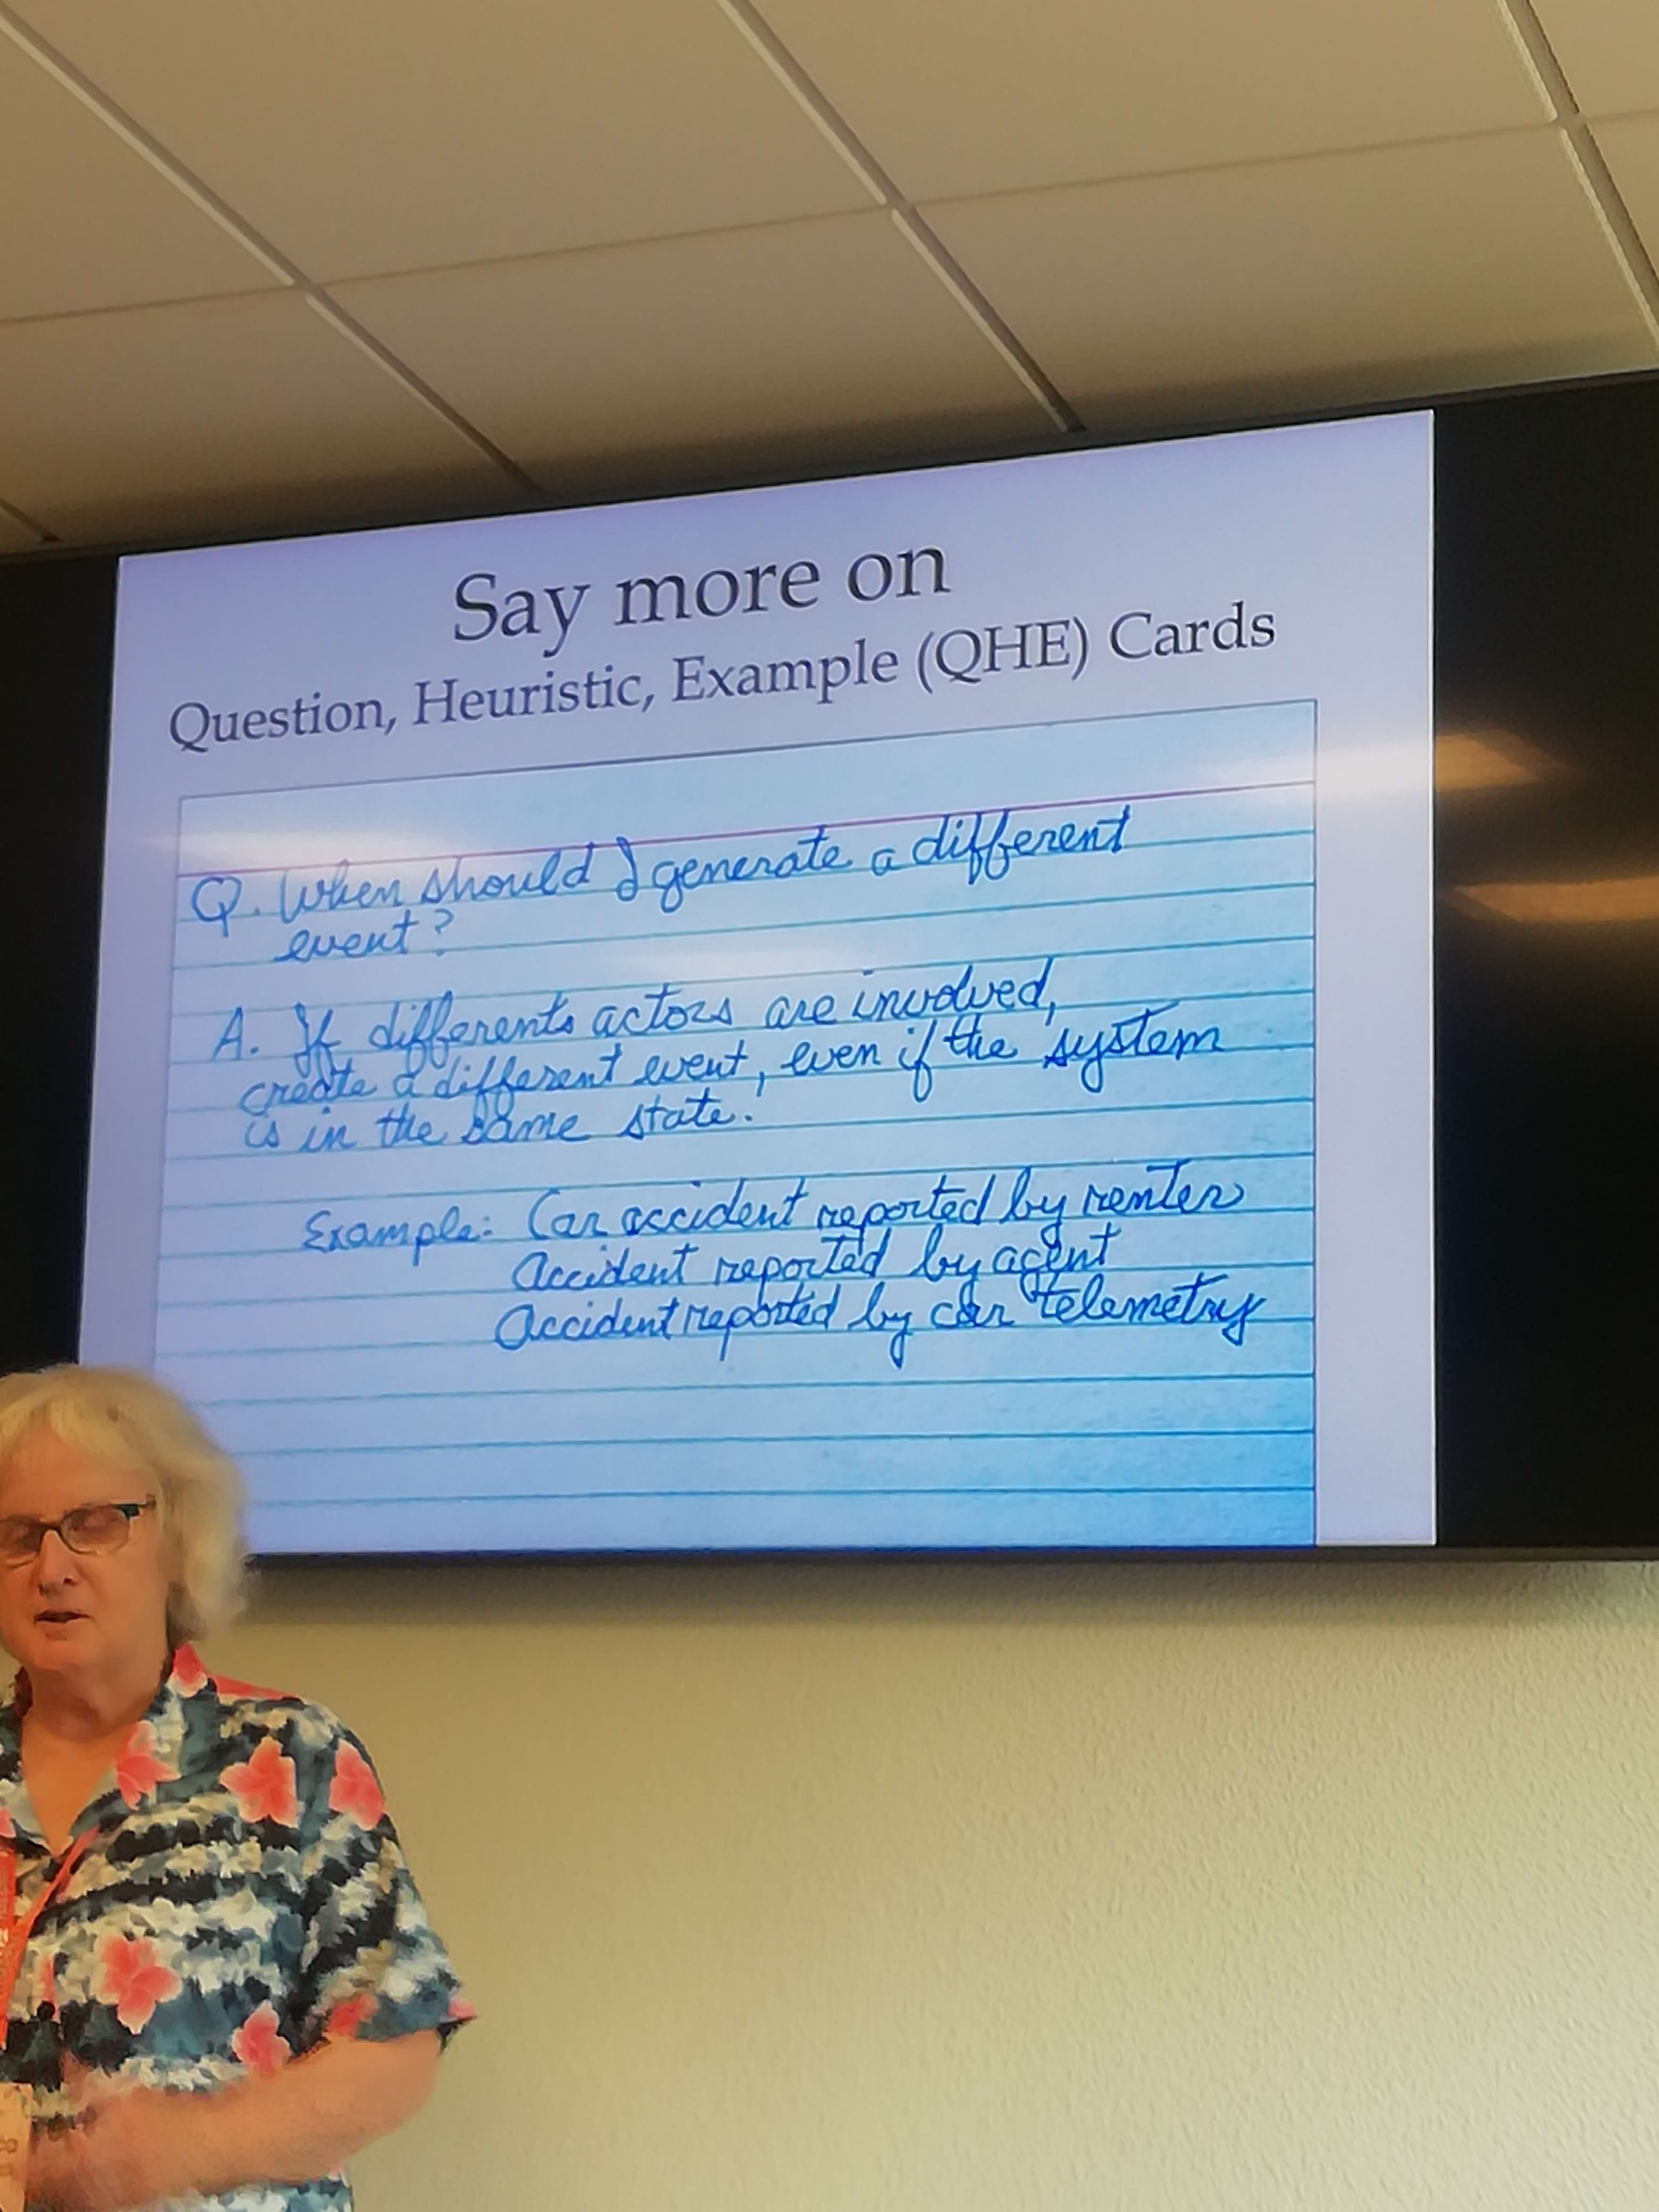 Say more on
Question, Heuristic, Example (QHE) Cards
Q. When should I generate a different
event?
A. If differents actors are involved,
create a different event, even if the system
is in the same state.
Example: Car accident reported by renter
Accident reported by agent
Accident reported by car telemetry